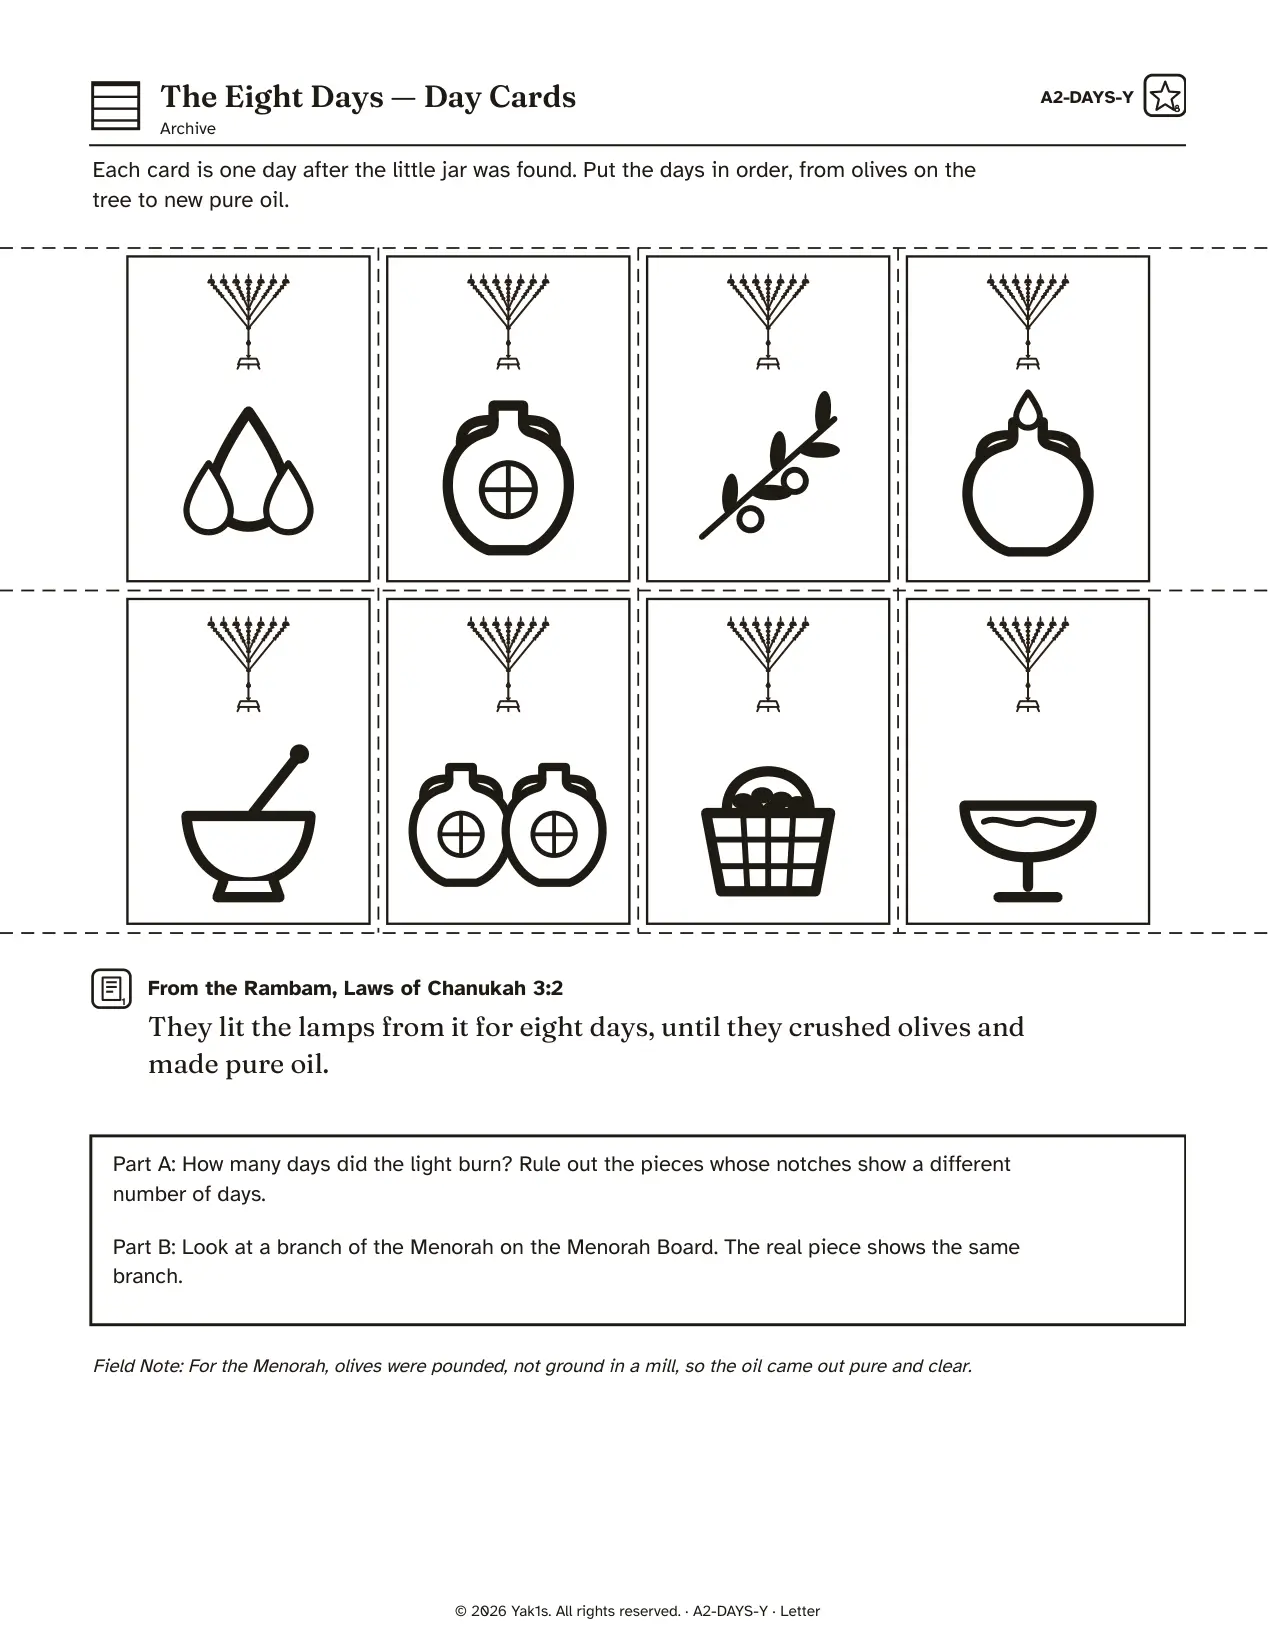 The Eight Days — Day Cards
Archive
A2-DAYS-Y
8
Each card is one day after the little jar was found. Put the days in order, from olives on the
tree to new pure oil.
From the Rambam, Laws of Chanukah 3:2
1
They lit the lamps from it for eight days, until they crushed olives and
made pure oil.
Part A: How many days did the light burn? Rule out the pieces whose notches show a different
number of days.
Part B: Look at a branch of the Menorah on the Menorah Board. The real piece shows the same
branch.
Field Note: For the Menorah, olives were pounded, not ground in a mill, so the oil came out pure and clear.
© 2026 Yak1s. All rights reserved. · A2-DAYS-Y · Letter